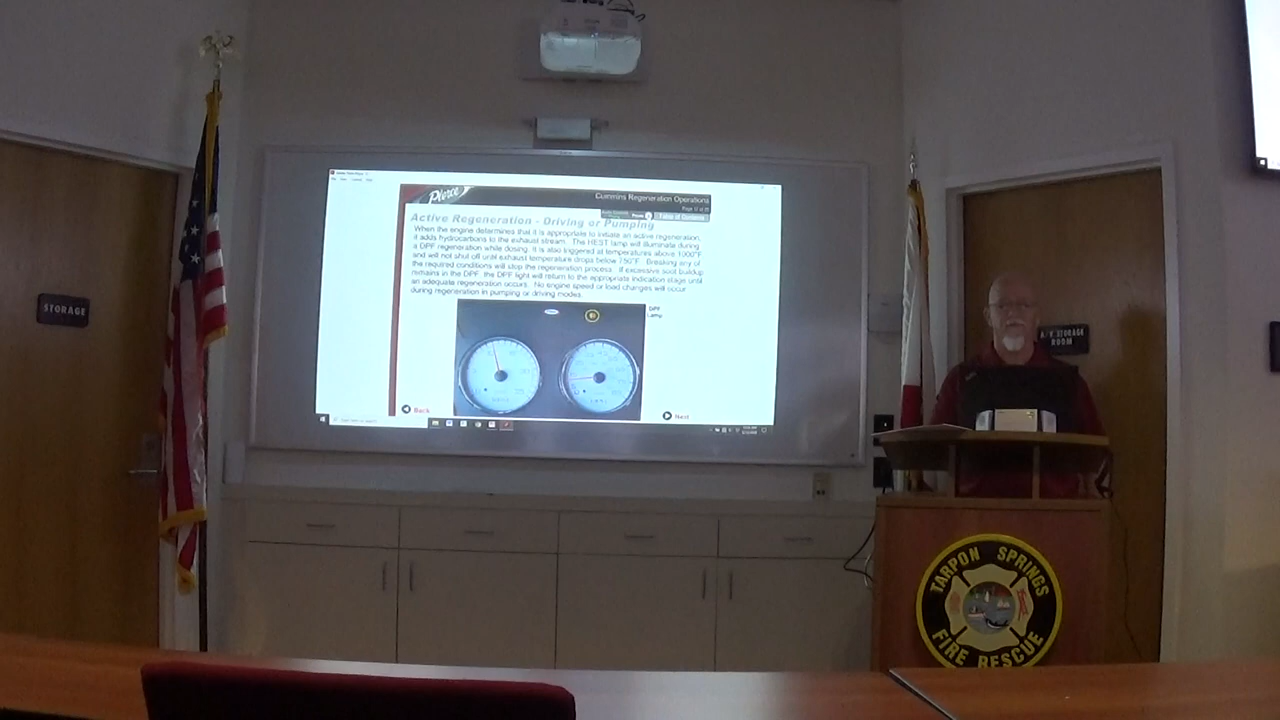 Pierce
Cummins Regeneration Operations
Table of Contents
Active Regeneration - Driving or Pumping
When the engine determines that it is appropriate to initiate an active regeneration,
it adds hydrocarbons to the exhaust stream. The HEST lamp will illuminate during
a DPF regeneration while dosing. It is also triggered at temperatures above 1000°F
and will not shut off until exhaust temperature drops below 750°F. Breaking any of
the required conditions will stop the regeneration process. If excessive soot buildup
remains in the DPF, the DPF light will return to the appropriate indication stage until
an adequate regeneration occurs. No engine speed or load changes will occur
during regeneration in pumping or driving modes.
DPF
Lamp
Back
Next
STORAGE
A/V STORAGE
ROOM
TARPON SPRINGS
FIRE RESCUE